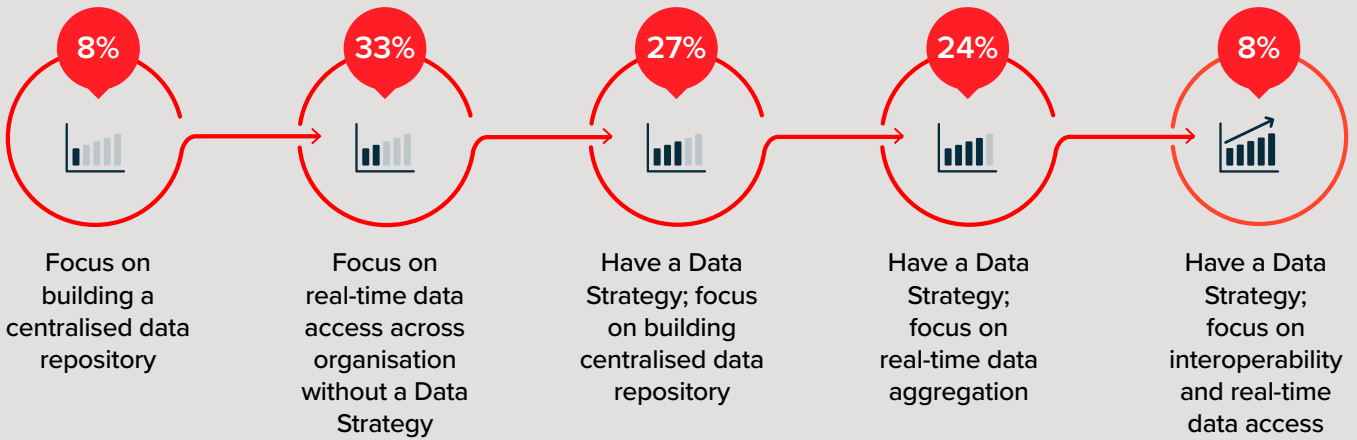 8%
Focus on
building a
centralised data
repository
33%
Focus on
real-time data
access across
organisation
without a Data
Strategy
27%
Have a Data
Strategy; focus
on building
centralised data
repository
24%
Have a Data
Strategy;
focus on
real-time data
aggregation
8%
Have a Data
Strategy;
focus on
interoperability
and real-time
data access